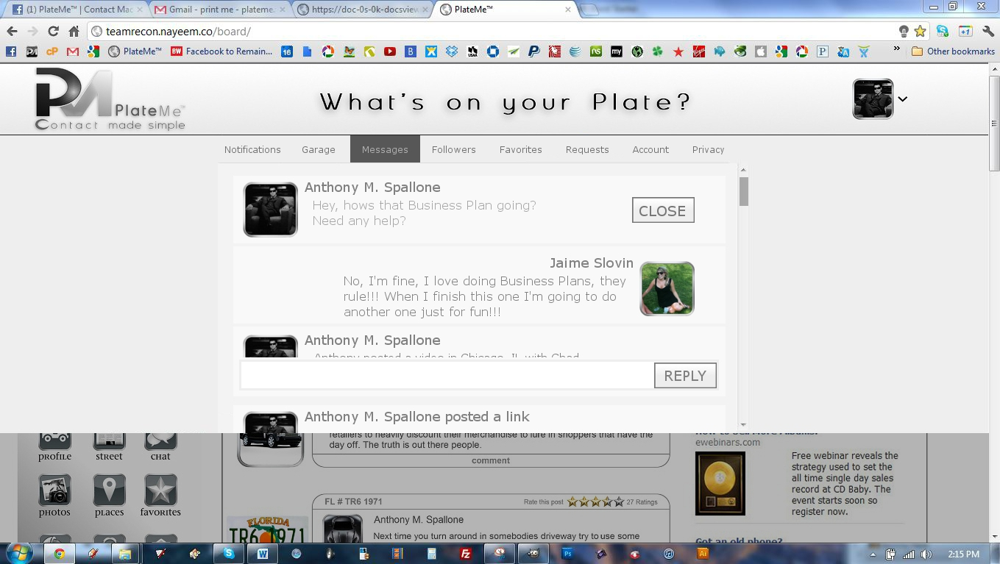 (1) PlateMe™ | Contact Mac
Gmail - print me - plateme.
https://doc-0s-0k-docsview
PlateMe™
teamrecon.nayeem.co/board/
PlateMe™
Facebook to Remain...
Other bookmarks
PM PlateMe™
Contact made simple
What's on your Plate?
Notifications Garage Messages Followers Favorites Requests Account Privacy
Anthony M. Spallone
Hey, hows that Business Plan going?
Need any help?
CLOSE
Jaime Slovin
No, I'm fine, I love doing Business Plans, they
rule!!! When I finish this one I'm going to do
another one just for fun!!!
Anthony M. Spallone
Anthony posted a video in Chicago, IL with Chad
REPLY
Anthony M. Spallone posted a link
retailers to heavily discount their merchandise to lure in shoppers that have the
day off. The truth is out there people.
comment
PROFILE STREET CHAT
PHOTOS PLACES FAVORITES
How to Sell More Albums!
ewebinars.com
Free webinar reveals the
strategy used to set the
all time single day sales
record at CD Baby. The
event starts soon so
register now.
FL # TR6 1971
Rate this post
27 Ratings
FLORIDA
TR6 1971
Anthony M. Spallone
Next time you turn around in somebodies driveway try to use some
Got an old phone?
2:15 PM